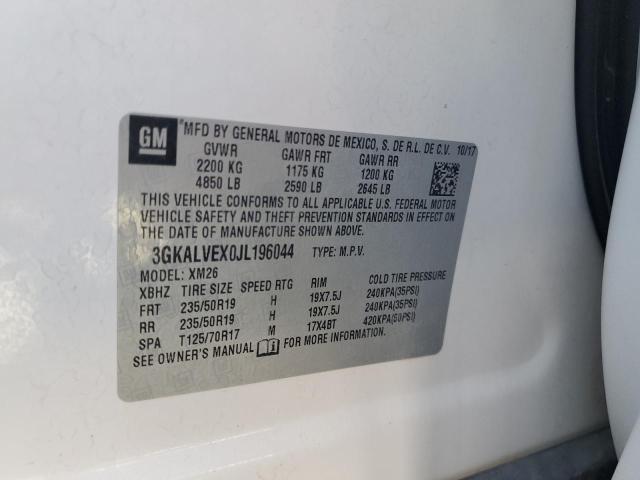 GM
*MFD BY GENERAL MOTORS DE MEXICO, S. DE R.L. DE C.V. 10/17
GVWR GAWR FRT GAWR RR
2200 KG 1175 KG 1200 KG
4850 LB 2590 LB 2645 LB
THIS VEHICLE CONFORMS TO ALL APPLICABLE U.S. FEDERAL MOTOR
VEHICLE SAFETY AND THEFT PREVENTION STANDARDS IN EFFECT ON
THE DATE OF MANUFACTURE SHOWN ABOVE.
3GKALVEX0JL196044 TYPE: M.P.V.
MODEL: XM26
XBHZ TIRE SIZE SPEED RTG RIM COLD TIRE PRESSURE
FRT 235/50R19 H 19X7.5J 240KPA(35PSI)
RR 235/50R19 H 19X7.5J 240KPA(35PSI)
SPA T125/70R17 M 17X4BT 420KPA(60PSI)
SEE OWNER'S MANUAL FOR MORE INFORMATION.